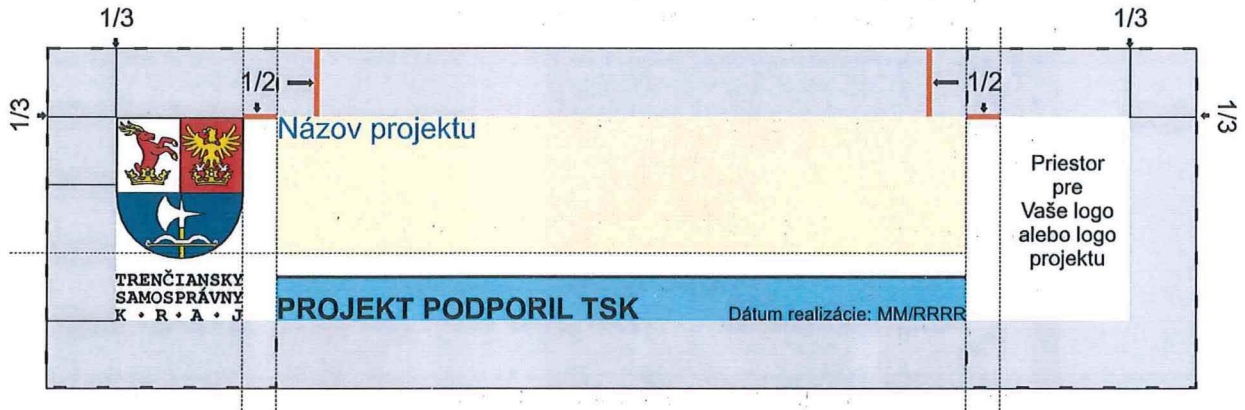 1/3
1/3
1/2
1/2
1/3
1/3
Názov projektu
Priestor
pre
Vaše logo
alebo logo
projektu
TRENČIANSKY
SAMOSPRÁVNY
K · R · A · J
PROJEKT PODPORIL TSK
Dátum realizácie: MM/RRRR